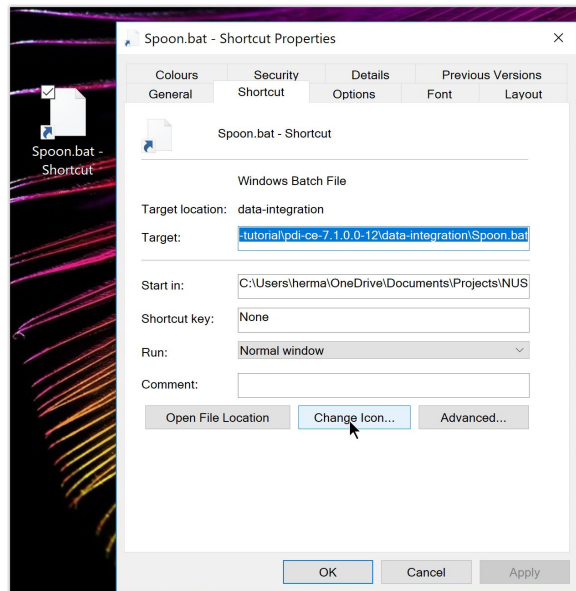 Spoon.bat - Shortcut Properties
Colours Security Details Previous Versions
General Shortcut Options Font Layout
Spoon.bat -
Shortcut
Spoon.bat - Shortcut
Windows Batch File
Target location: data-integration
Target: -tutorial\pdi-ce-7.1.0.0-12\data-integration\Spoon.bat
Start in: C:\Users\herma\OneDrive\Documents\Projects\NUS
Shortcut key: None
Run: Normal window
Comment:
Open File Location Change Icon... Advanced...
OK Cancel Apply